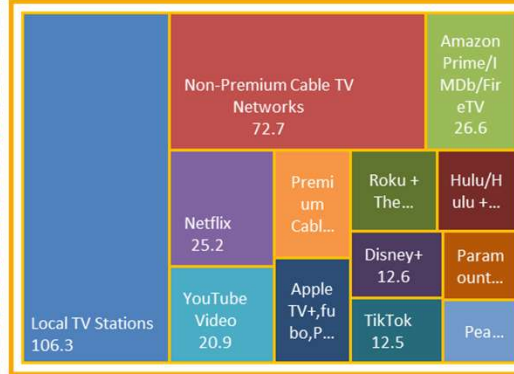 Local TV Stations
106.3
Non-Premium Cable TV
Networks
72.7
Amazon
Prime/I
MDb/Fir
eTV
26.6
Netflix
25.2
YouTube
Video
20.9
Premi
um
Cabl...
Apple
TV+,fu
bo,P...
Roku +
The...
Hulu/H
ulu +...
Disney+
12.6
Param
ount...
TikTok
12.5
Pea...